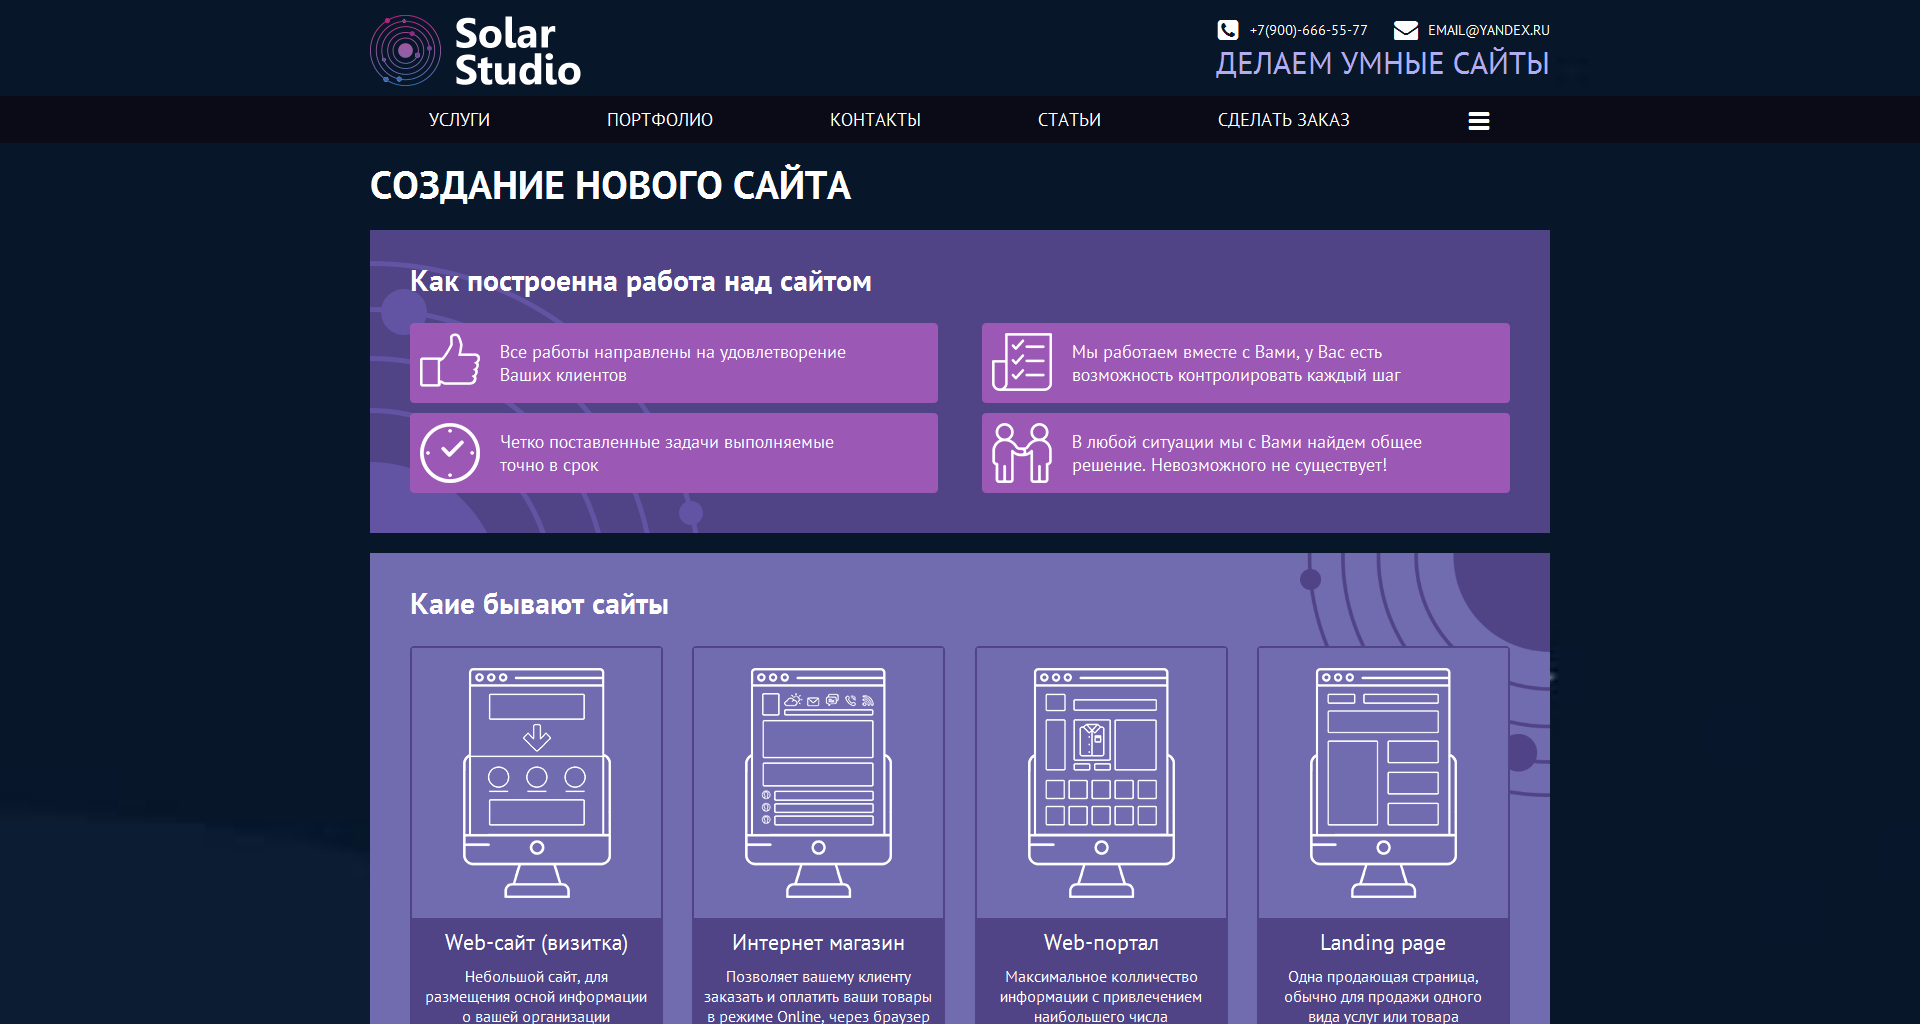 Solar
Studio
+7(900)-666-55-77
EMAIL@YANDEX.RU
ДЕЛАЕМ УМНЫЕ САЙТЫ
УСЛУГИ
ПОРТФОЛИО
КОНТАКТЫ
СТАТЬИ
СДЕЛАТЬ ЗАКАЗ
СОЗДАНИЕ НОВОГО САЙТА
Как построенна работа над сайтом
Все работы направлены на удовлетворение
Ваших клиентов
Мы работаем вместе с Вами, у Вас есть
возможность контролировать каждый шаг
Четко поставленные задачи выполняемые
точно в срок
В любой ситуации мы с Вами найдем общее
решение. Невозможного не существует!
Каие бывают сайты
Web-сайт (визитка)
Небольшой сайт, для
размещения осной информации
о вашей организации
Интернет магазин
Позволяет вашему клиенту
заказать и оплатить ваши товары
в режиме Online, через браузер
Web-портал
Максимальное колличество
информации с привлечением
наибольшего числа
Landing page
Одна продающая страница,
обычно для продажи одного
вида услуг или товара